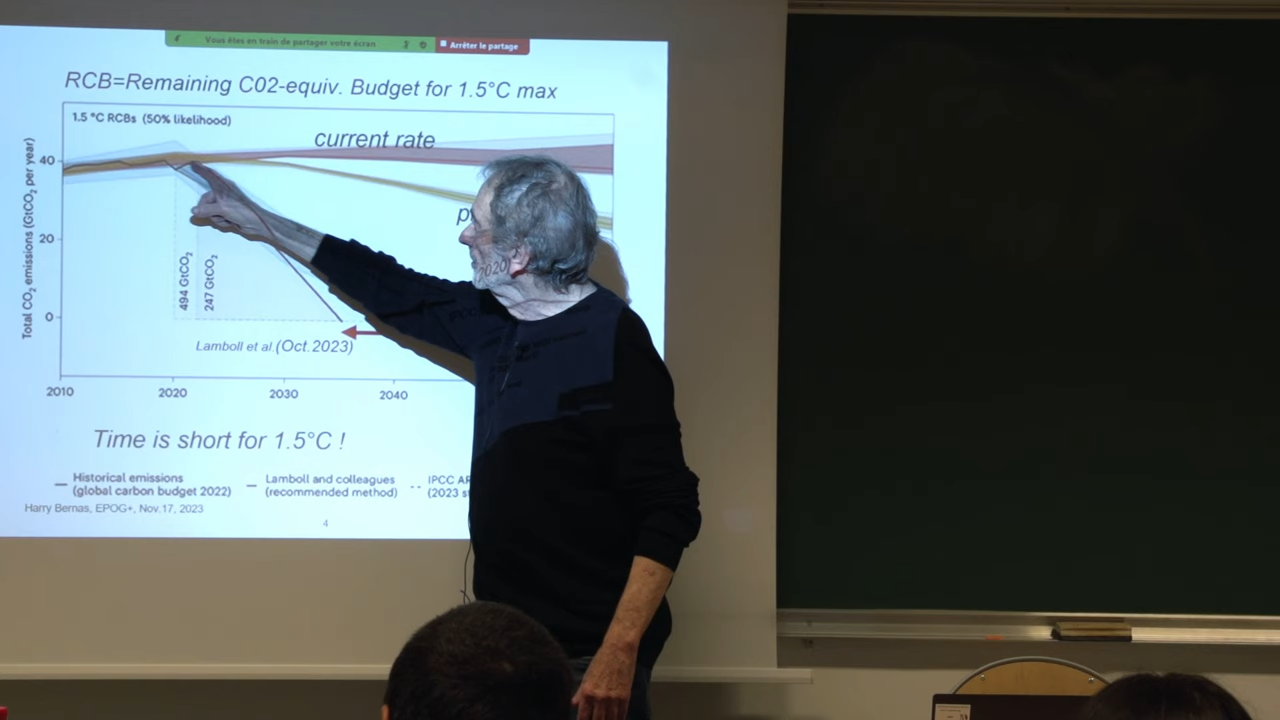 Vous êtes en train de partager votre écran
Arrêter le partage
RCB=Remaining C02-equiv. Budget for 1.5°C max
1.5 °C RCBs (50% likelihood)
current rate
Total CO2 emissions (GtCO2 per year)
40
20
0
494 GtCO2
247 GtCO2
2020
Lamboll et al.(Oct.2023)
2010
2020
2030
2040
Time is short for 1.5°C !
Historical emissions
(global carbon budget 2022)
Lamboll and colleagues
(recommended method)
IPCC
(2023
Harry Bernas, EPOG+, Nov.17, 2023
4